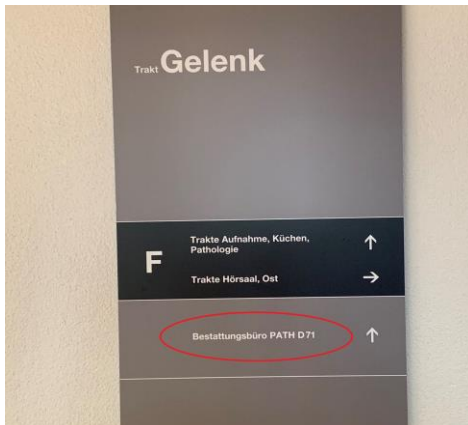 Trakt Gelenk
F
Trakte Aufnahme, Küchen,
Pathologie
Trakte Hörsaal, Ost
Bestattungsbüro PATH D71